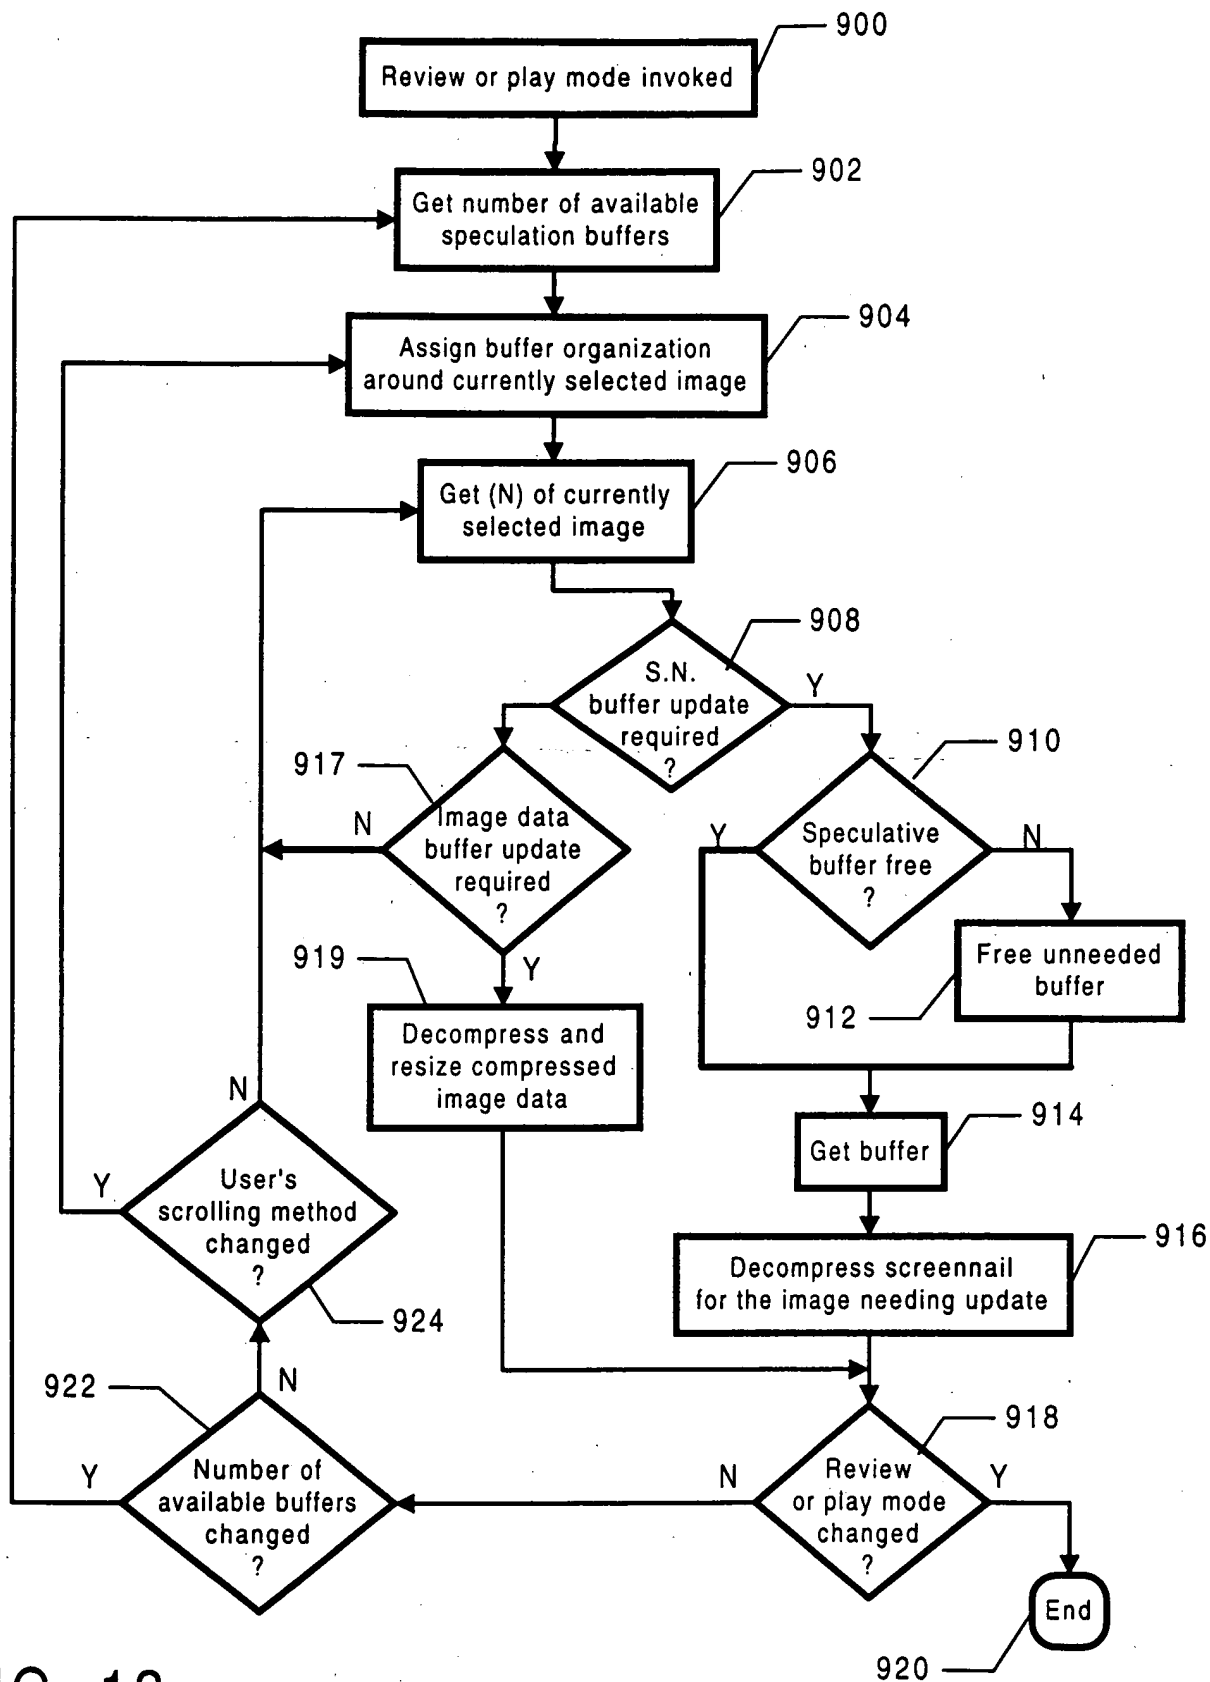 900
Review or play mode invoked
902
Get number of available
speculation buffers
904
Assign buffer organization
around currently selected image
906
Get (N) of currently
selected image
908
S.N.
buffer update
required
?
Y
910
917
Image data
buffer update
required
?
N
Y
Speculative
buffer free
?
Y
N
Free unneeded
buffer
912
919
Decompress and
resize compressed
image data
914
Get buffer
N
User's
scrolling method
changed
?
Y
924
916
Decompress screennail
for the image needing update
922
N
Number of
available buffers
changed
?
Y
918
Review
or play mode
changed
?
N
Y
End
920